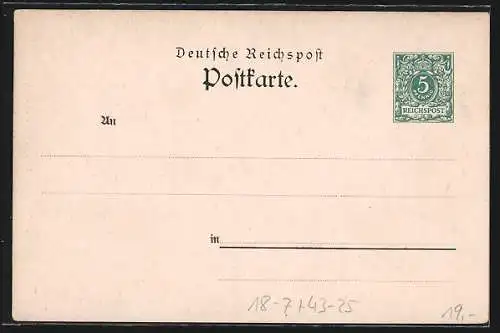 Deutsche Reichspost
Postkarte.
5
REICHSPOST
An
in
18-7+43-25
19,-